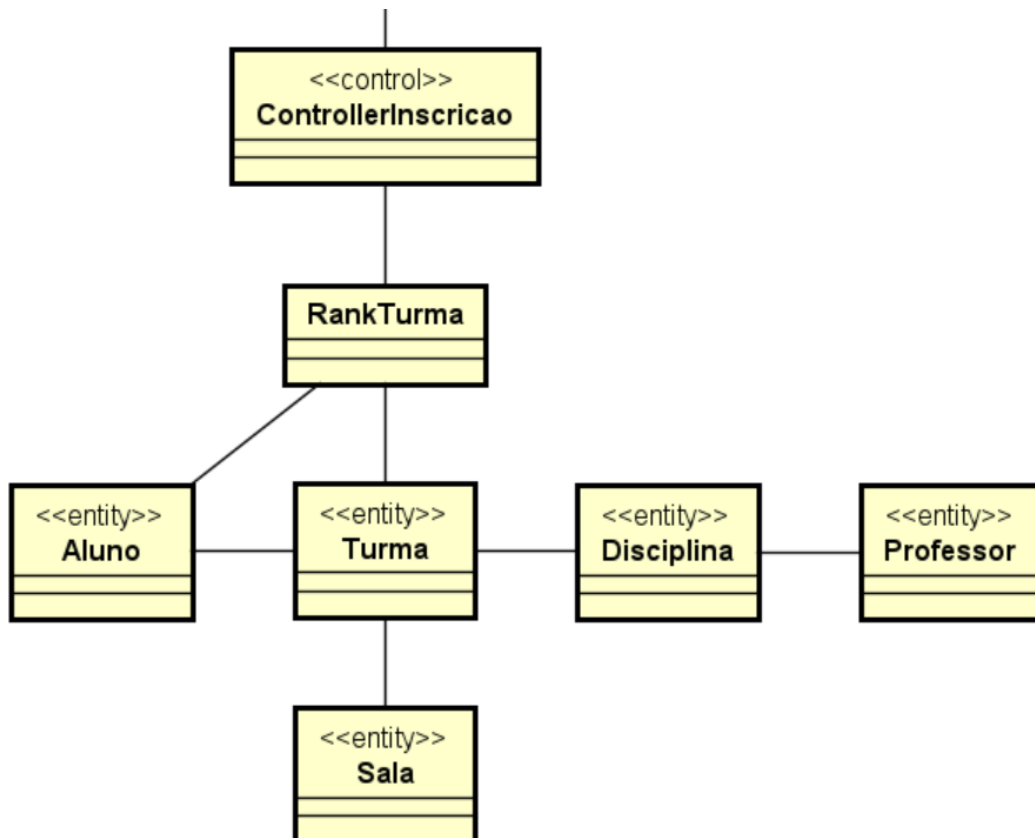 <<control>>
ControllerInscricao
RankTurma
<<entity>>
Aluno
<<entity>>
Turma
<<entity>>
Disciplina
<<entity>>
Professor
<<entity>>
Sala